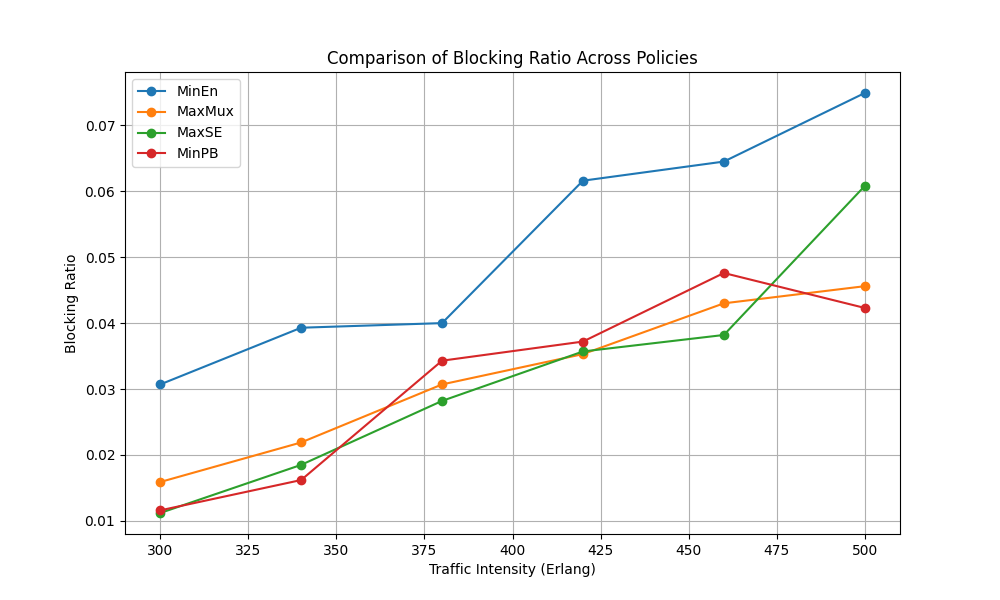 Comparison of Blocking Ratio Across Policies
MinEn
MaxMux
MaxSE
MinPB
0.07
0.06
0.05
0.04
0.03
0.02
0.01
Blocking Ratio
300 325 350 375 400 425 450 475 500
Traffic Intensity (Erlang)